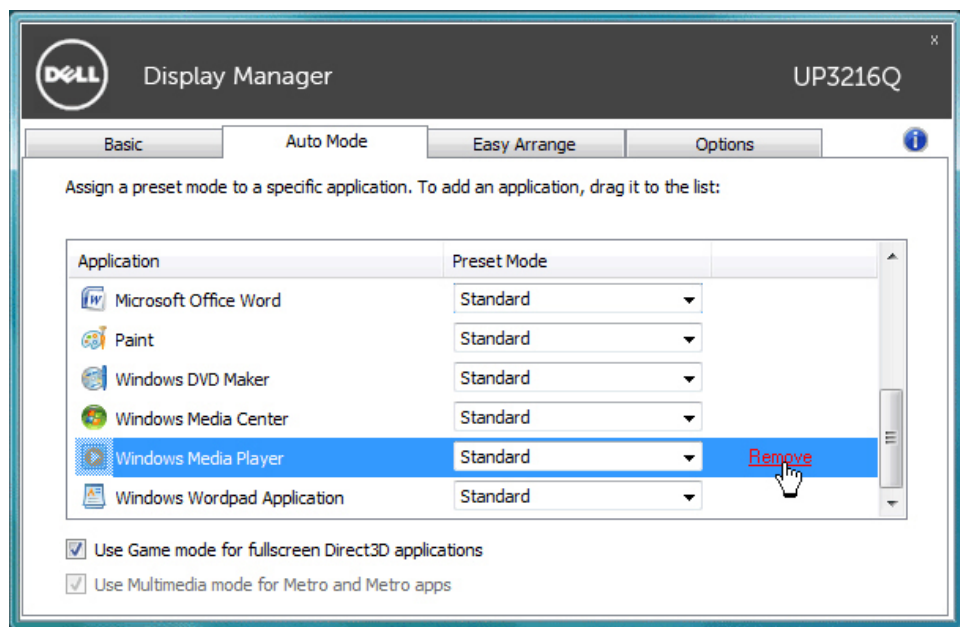 x
DELL Display Manager UP3216Q
Basic Auto Mode Easy Arrange Options i
Assign a preset mode to a specific application. To add an application, drag it to the list:
Application Preset Mode
W Microsoft Office Word Standard
Paint Standard
Windows DVD Maker Standard
Windows Media Center Standard
Windows Media Player Standard Remove
Windows Wordpad Application Standard
Use Game mode for fullscreen Direct3D applications
Use Multimedia mode for Metro and Metro apps